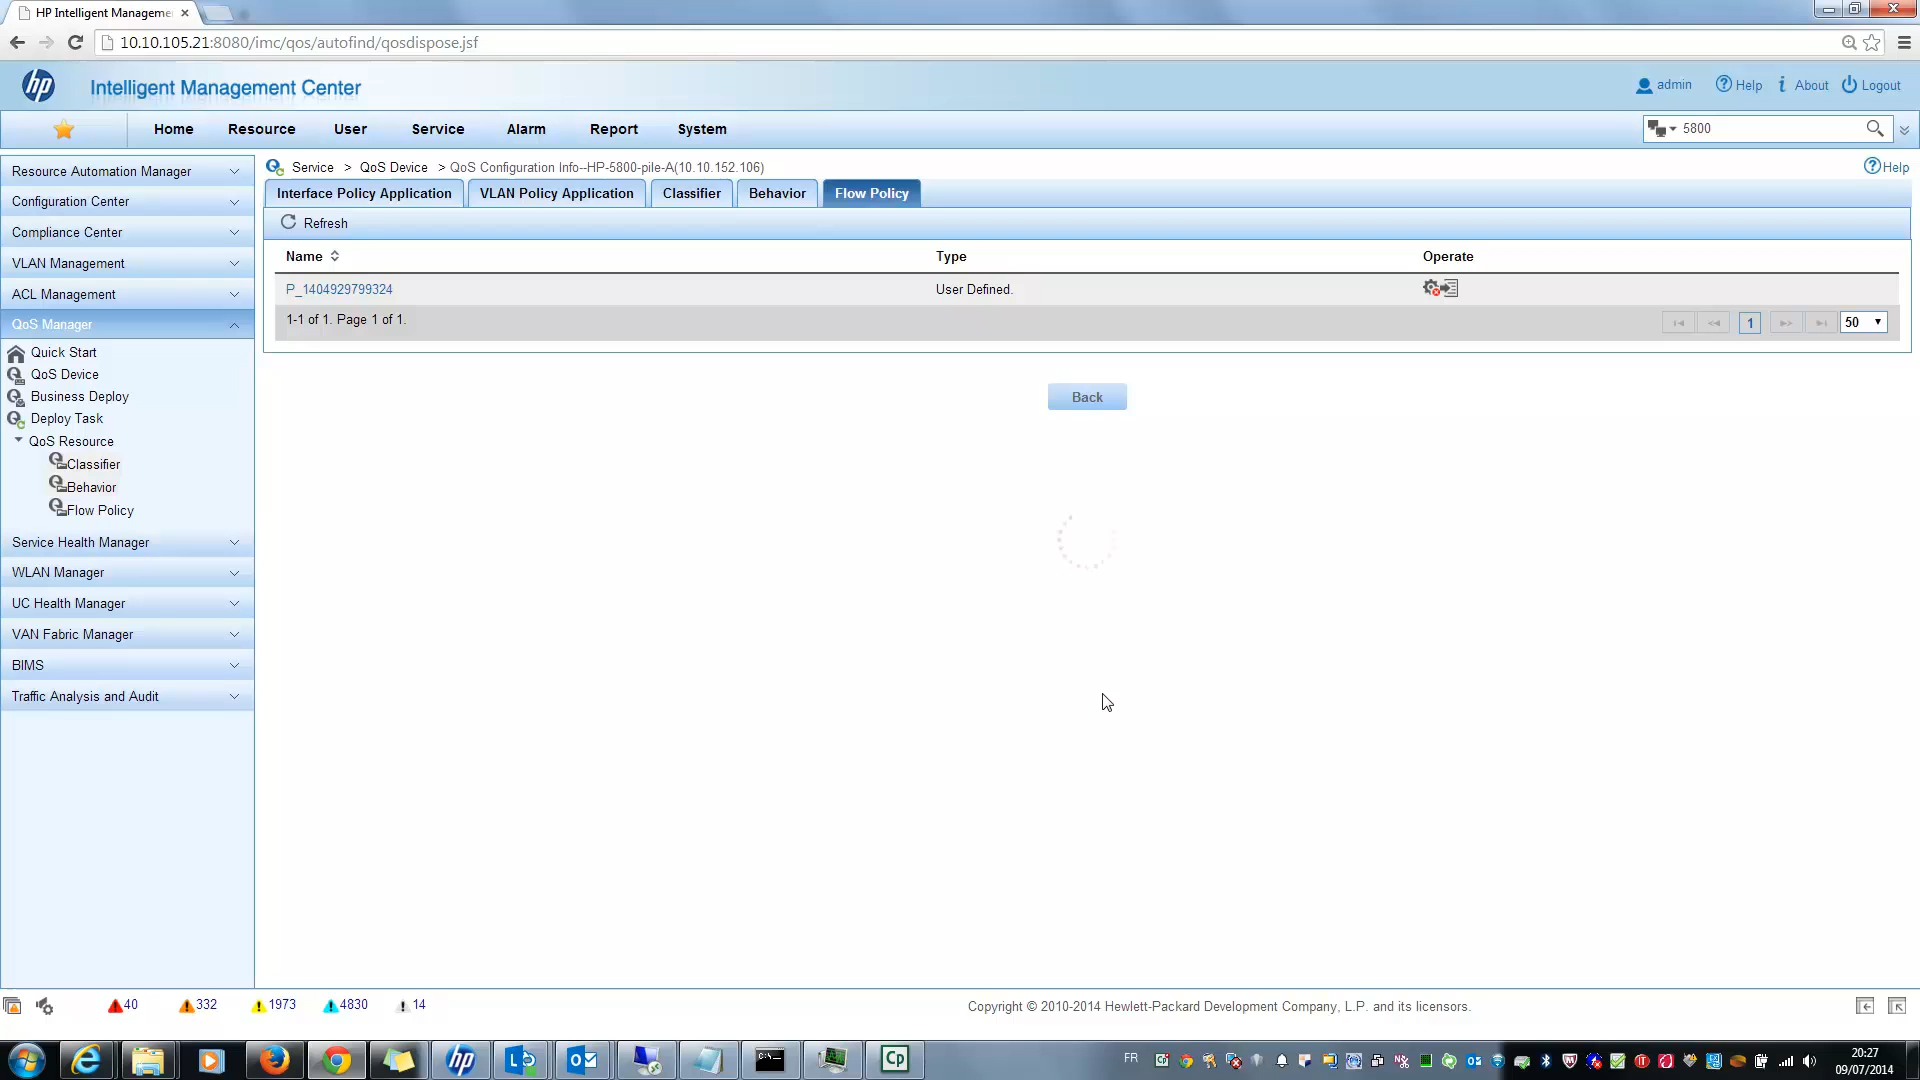 HP Intelligent Manageme
10.10.105.21:8080/imc/qos/autofind/qosdispose.jsf
hp
Intelligent Management Center
admin
Help
About
Logout
Home
Resource
User
Service
Alarm
Report
System
5800
Resource Automation Manager
Configuration Center
Compliance Center
VLAN Management
ACL Management
QoS Manager
Quick Start
QoS Device
Business Deploy
Deploy Task
QoS Resource
Classifier
Behavior
Flow Policy
Service Health Manager
WLAN Manager
UC Health Manager
VAN Fabric Manager
BIMS
Traffic Analysis and Audit
Service > QoS Device > QoS Configuration Info--HP-5800-pile-A(10.10.152.106)
Help
Interface Policy Application
VLAN Policy Application
Classifier
Behavior
Flow Policy
Refresh
Name Type Operate
P_1404929799324 User Defined.
1-1 of 1. Page 1 of 1.
1
50
Back
40
332
1973
4830
14
Copyright © 2010-2014 Hewlett-Packard Development Company, L.P. and its licensors.
FR
20:27
09/07/2014